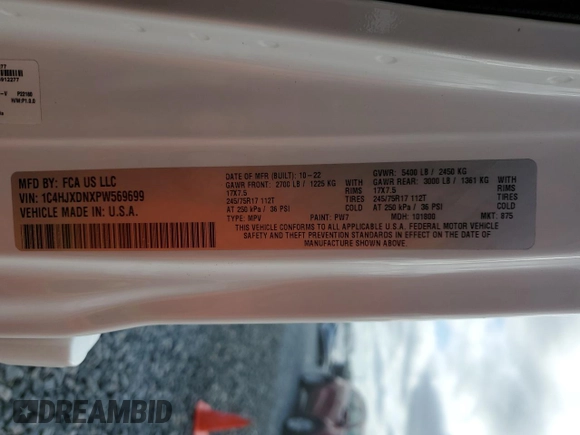 MFD BY: FCA US LLC
VIN: 1C4HJXDNXPW569699
VEHICLE MADE IN U.S.A.
DATE OF MFR (BUILT): 10-22
GVWR: 5400 LB / 2450 KG
GAWR FRONT: 2700 LB / 1225 KG WITH
GAWR REAR: 3000 LB / 1361 KG WITH
17X7.5 RIMS
17X7.5 RIMS
245/75R17 112T TIRES
245/75R17 112T TIRES
AT 250 kPa / 36 PSI COLD
AT 250 kPa / 36 PSI COLD
TYPE: MPV PAINT: PW7 MDH: 101800 MKT: 875
THIS VEHICLE CONFORMS TO ALL APPLICABLE U.S.A. FEDERAL MOTOR VEHICLE
SAFETY AND THEFT PREVENTION STANDARDS IN EFFECT ON THE DATE OF
MANUFACTURE SHOWN ABOVE.
DREAMBID